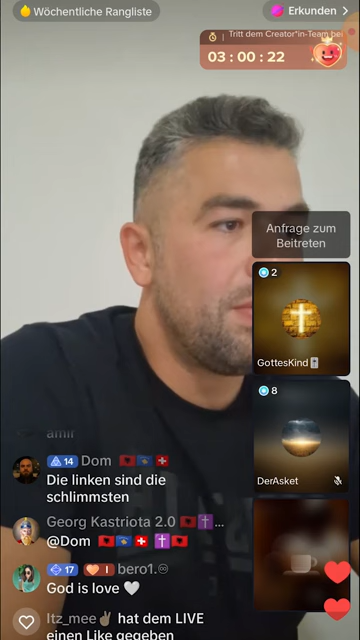 Wöchentliche Rangliste
Erkunden
Tritt dem Creator*in-Team bei
03 : 00 : 22
Anfrage zum
Beitreten
2
GottesKind
8
DerAsket
amir
14 Dom
Die linken sind die
schlimmsten
Georg Kastriota 2.0 ...
@Dom
17 I bero1.♾
God is love
Itz_mee hat dem LIVE
einen Like gegeben